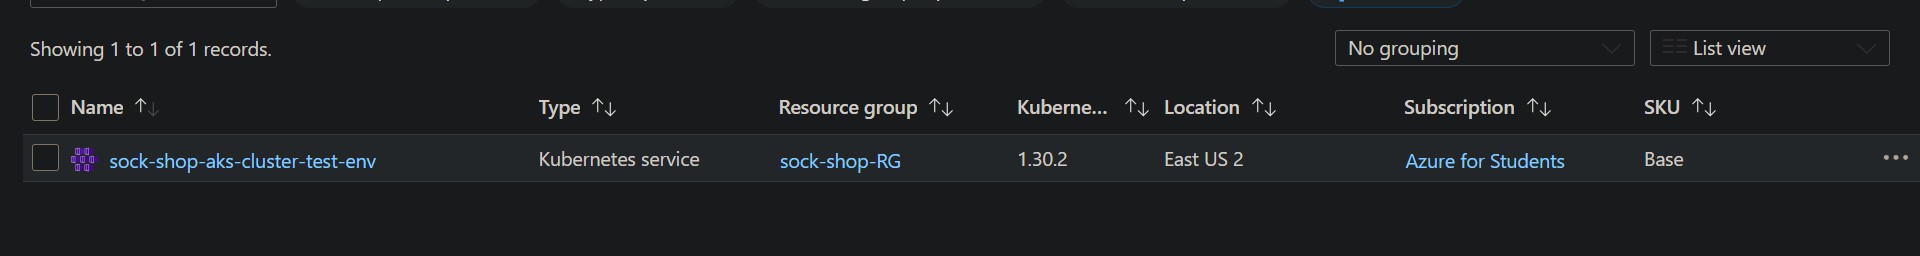 Showing 1 to 1 of 1 records.
No grouping
List view
Name Type Resource group Kuberne... Location Subscription SKU
sock-shop-aks-cluster-test-env Kubernetes service sock-shop-RG 1.30.2 East US 2 Azure for Students Base